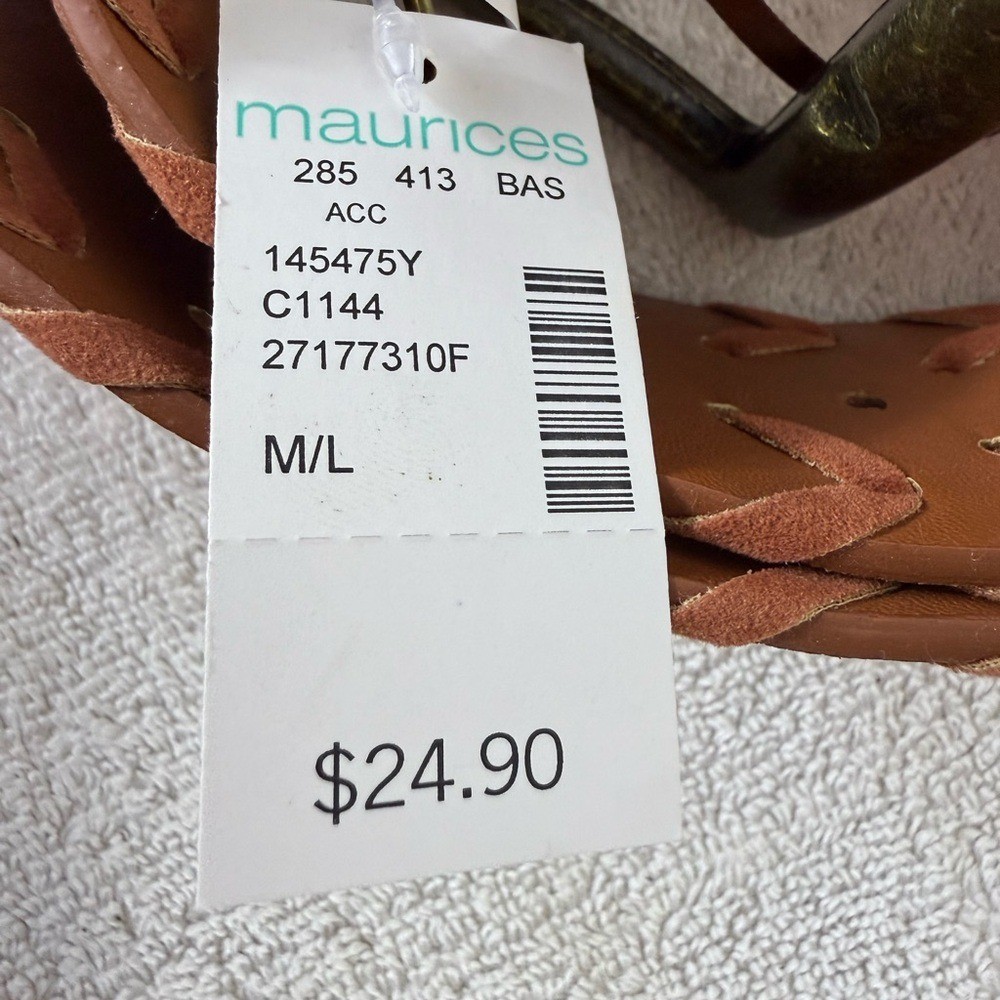 maurices
285 413 BAS
ACC
145475Y
C1144
27177310F
M/L
$24.90